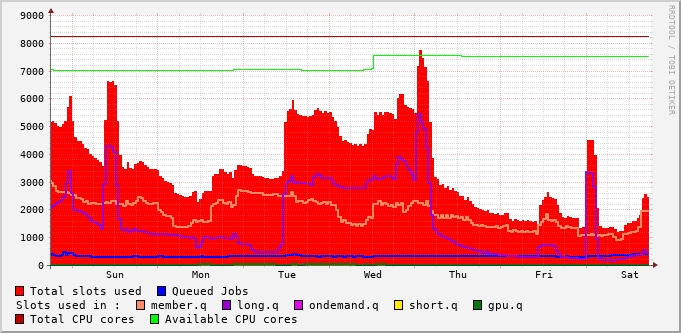 9000
8000
7000
6000
5000
4000
3000
2000
1000
0
Sun Mon Tue Wed Thu Fri Sat
RRDTOOL / TOBI OETIKER
Total slots used Queued Jobs
Slots used in : member.q long.q ondemand.q short.q gpu.q
Total CPU cores Available CPU cores